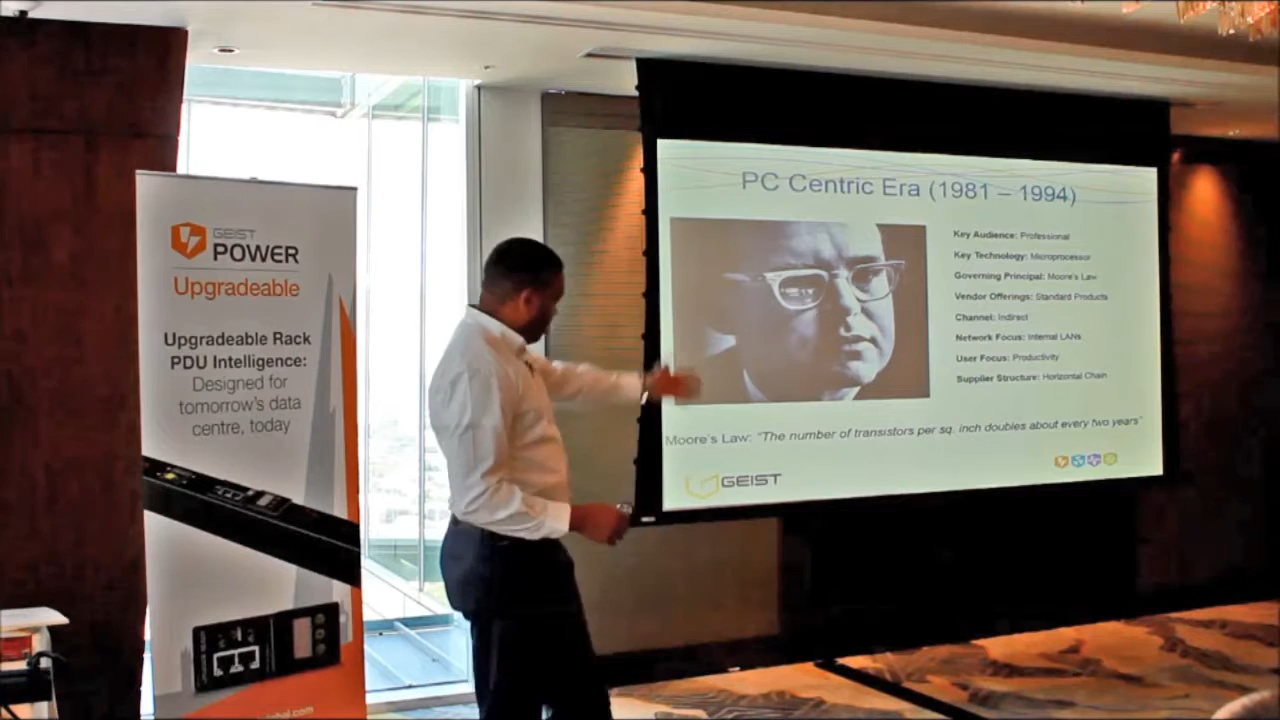 GEIST
POWER
Upgradeable
Upgradeable Rack
PDU Intelligence:
Designed for
tomorrow's data
centre, today
PC Centric Era (1981 – 1994)
Key Audience: Professional
Key Technology: Microprocessor
Governing Principal: Moore's Law
Vendor Offerings: Standard Products
Channel: Indirect
Network Focus: Internal LANs
User Focus: Productivity
Supplier Structure: Horizontal Chain
Moore's Law: "The number of transistors per sq. inch doubles about every two years"
GEIST